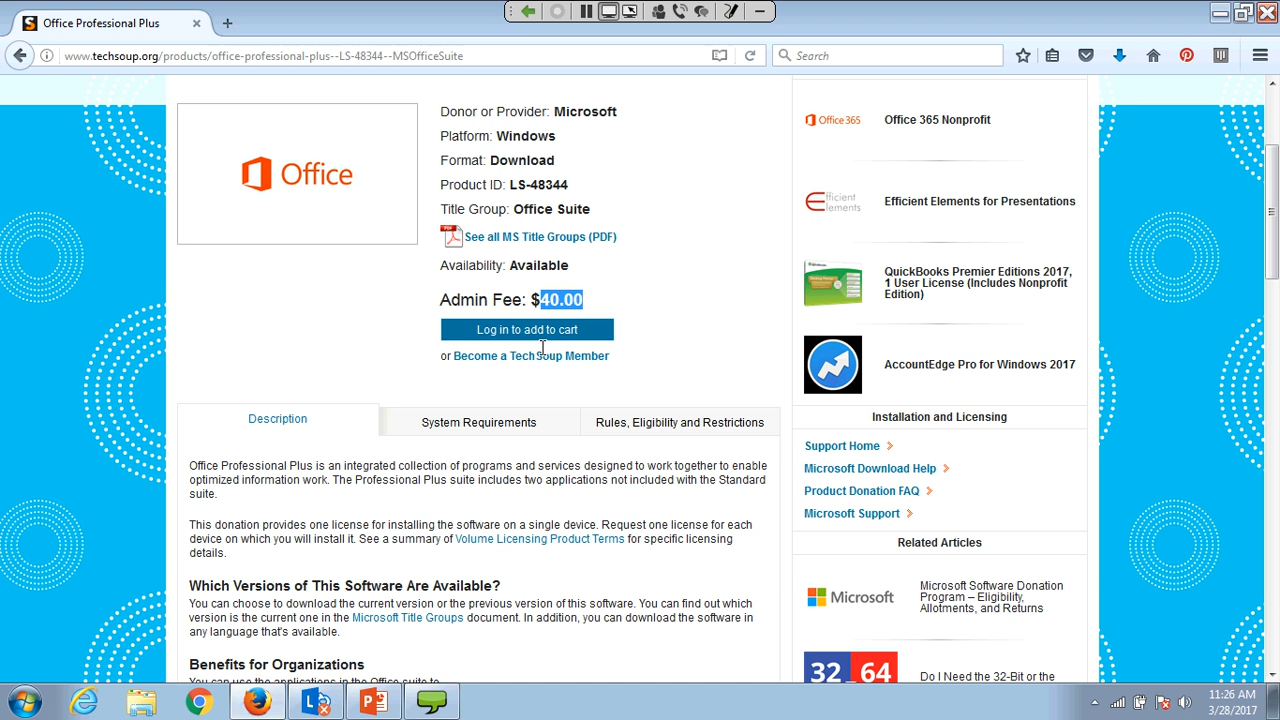 Office Professional Plus
www.techsoup.org/products/office-professional-plus--LS-48344--MSOfficeSuite
Search
Office
Donor or Provider: Microsoft
Platform: Windows
Format: Download
Product ID: LS-48344
Title Group: Office Suite
See all MS Title Groups (PDF)
Availability: Available
Admin Fee: $40.00
Log in to add to cart
or Become a TechSoup Member
Description
System Requirements
Rules, Eligibility and Restrictions
Office Professional Plus is an integrated collection of programs and services designed to work together to enable
optimized information work. The Professional Plus suite includes two applications not included with the Standard
suite.
This donation provides one license for installing the software on a single device. Request one license for each
device on which you will install it. See a summary of Volume Licensing Product Terms for specific licensing
details.
Which Versions of This Software Are Available?
You can choose to download the current version or the previous version of this software. You can find out which
version is the current one in the Microsoft Title Groups document. In addition, you can download the software in
any language that's available.
Benefits for Organizations
You can use the applications in the Office suite to
Office 365
Office 365 Nonprofit
Efficient
Elements
Efficient Elements for Presentations
QuickBooks Premier Editions 2017,
1 User License (Includes Nonprofit
Edition)
AccountEdge Pro for Windows 2017
Installation and Licensing
Support Home
Microsoft Download Help
Product Donation FAQ
Microsoft Support
Related Articles
Microsoft
Microsoft Software Donation
Program – Eligibility,
Allotments, and Returns
32 64
Do I Need the 32-Bit or the
11:26 AM
3/28/2017